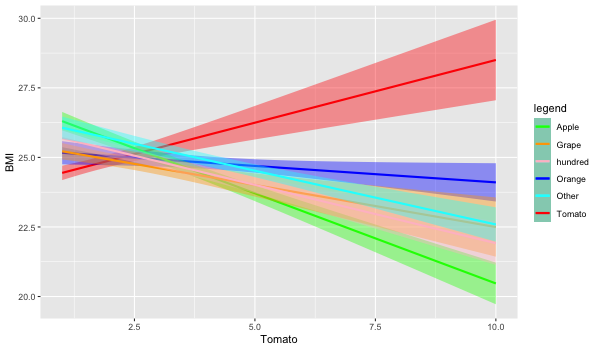 30.0
27.5
25.0
22.5
20.0
BMI
2.5 5.0 7.5 10.0
Tomato
legend
Apple
Grape
hundred
Orange
Other
Tomato